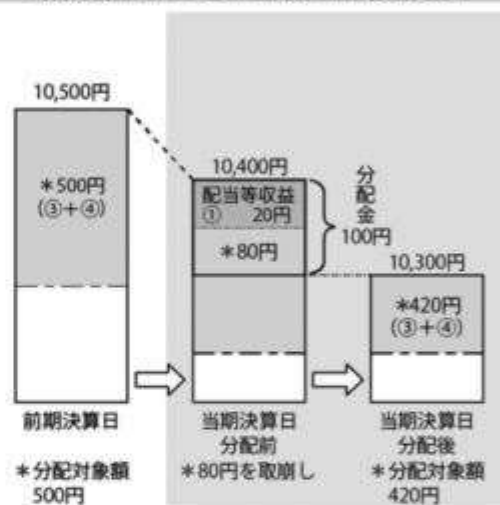 10,500円
＊500円
(③＋④)
前期決算日
＊分配対象額
500円
10,400円
配当等収益
① 20円
＊80円
分配金
100円
当期決算日
分配前
＊80円を取崩し
10,300円
＊420円
(③＋④)
当期決算日
分配後
＊分配対象額
420円